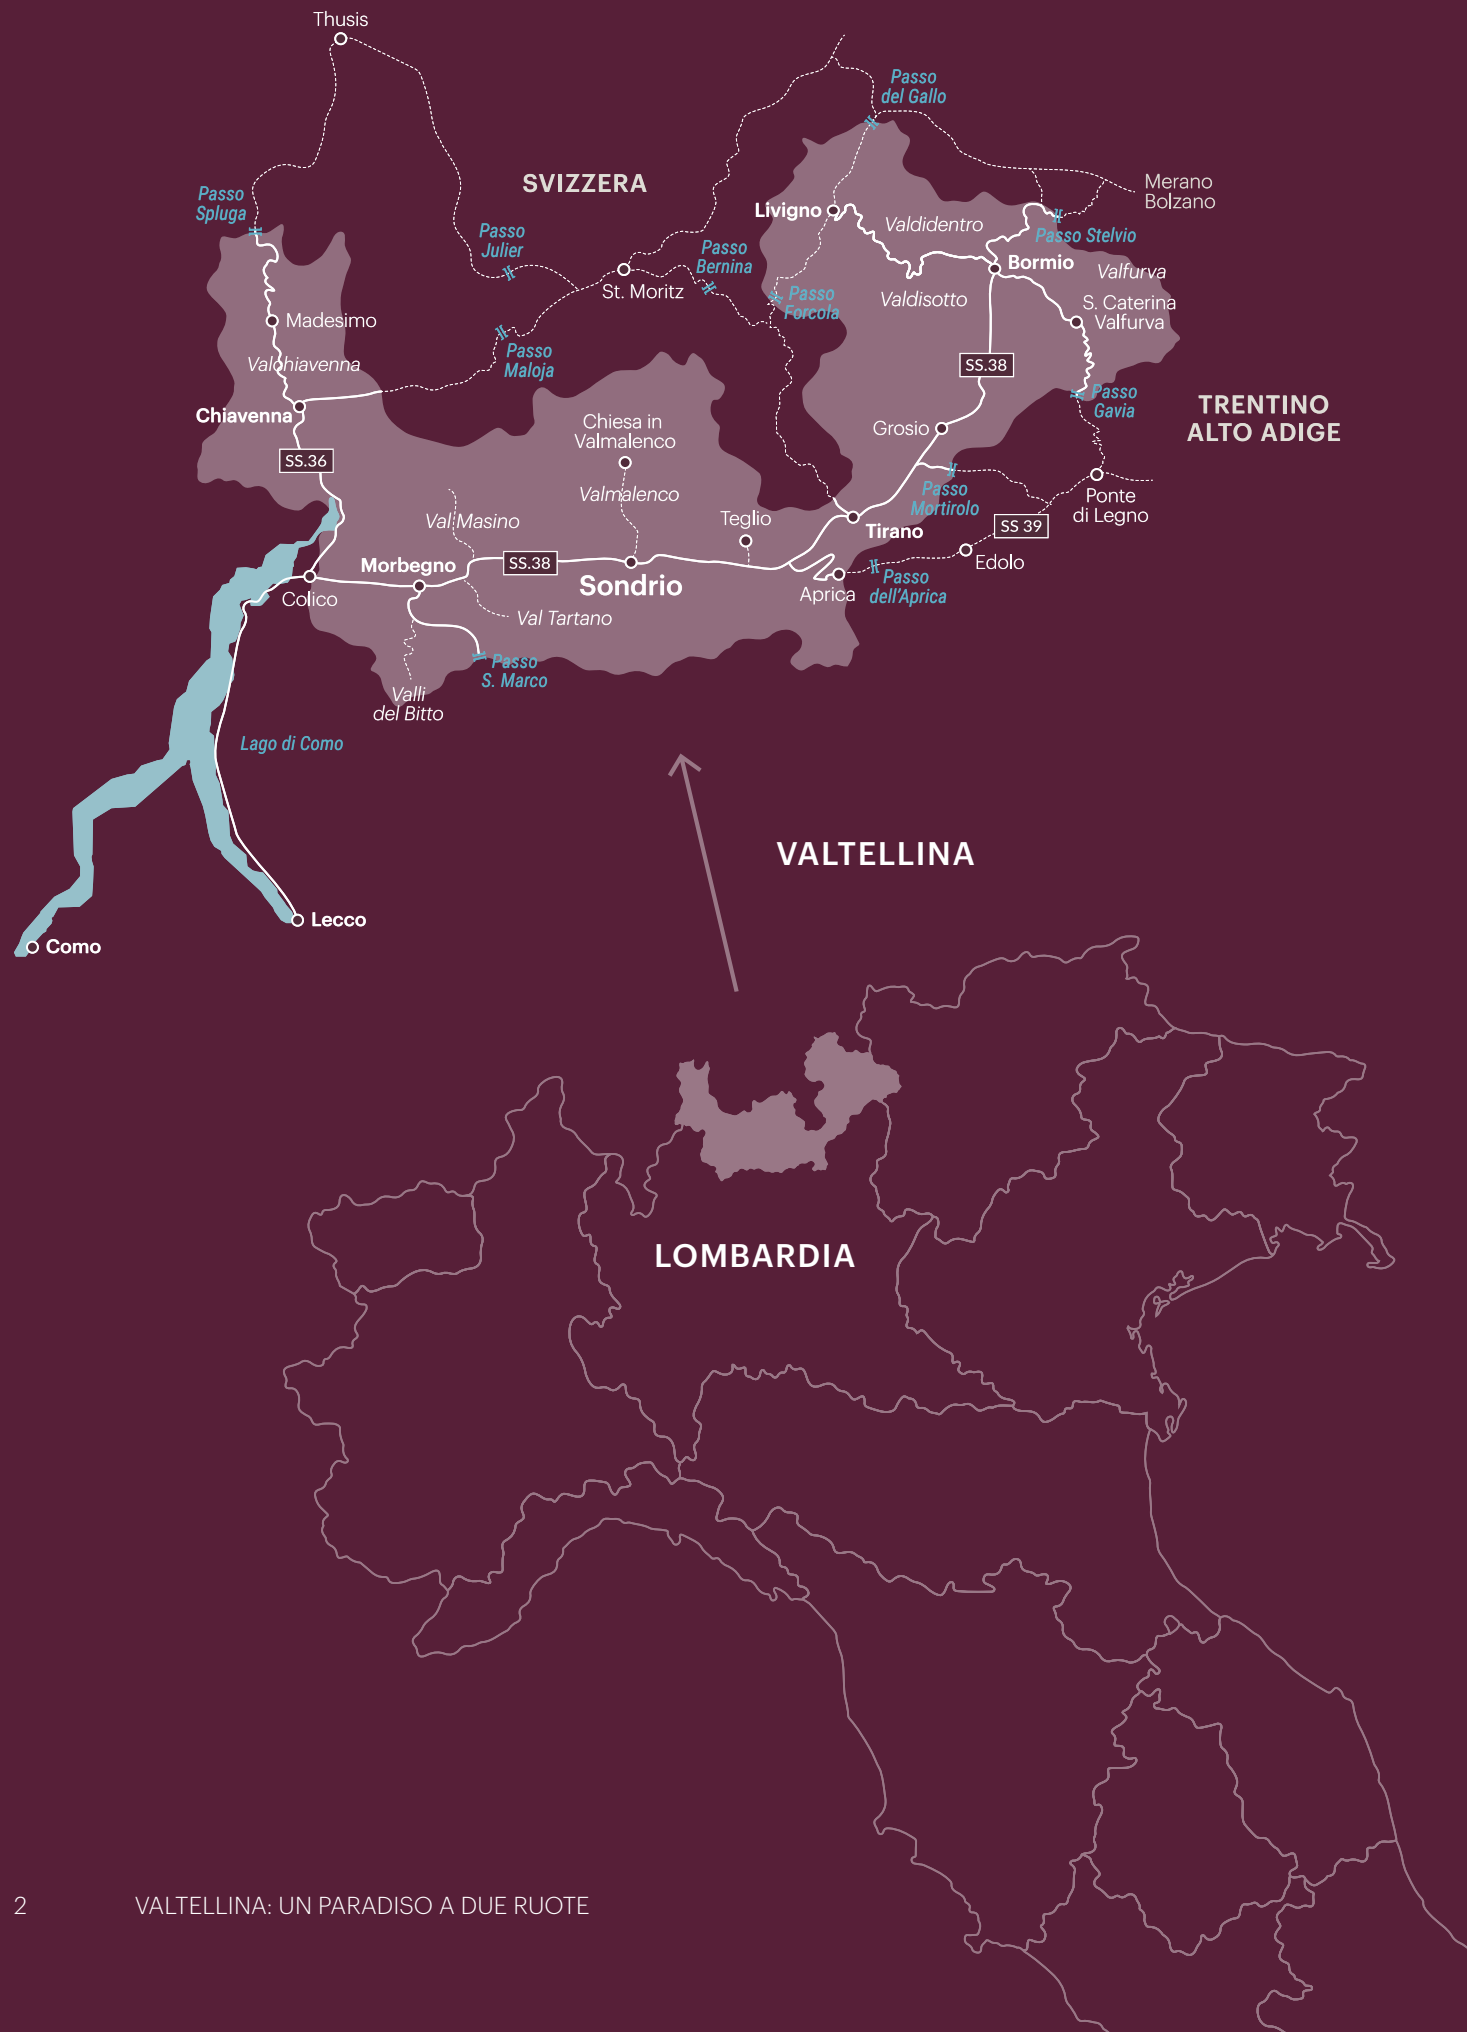 Thusis
Passo
del Gallo
SVIZZERA
Merano
Bolzano
Passo
Spluga
Livigno
Valdidentro
Passo
Julier
Passo Stelvio
Passo
Bernina
Bormio
Valfurva
St. Moritz
Passo
Forcola
Valdisotto
S. Caterina
Valfurva
Madesimo
Passo
Maloja
Valchiavenna
SS.38
Passo
Gavia
TRENTINO
ALTO ADIGE
Chiavenna
Chiesa in
Valmalenco
Grosio
SS.36
Valmalenco
Passo
Mortirolo
Ponte
di Legno
Val Masino
Teglio
SS 39
Tirano
Morbegno
SS.38
Sondrio
Edolo
Colico
Aprica
Passo
dell'Aprica
Val Tartano
Passo
S. Marco
Valli
del Bitto
Lago di Como
VALTELLINA
Lecco
Como
LOMBARDIA
2
VALTELLINA: UN PARADISO A DUE RUOTE